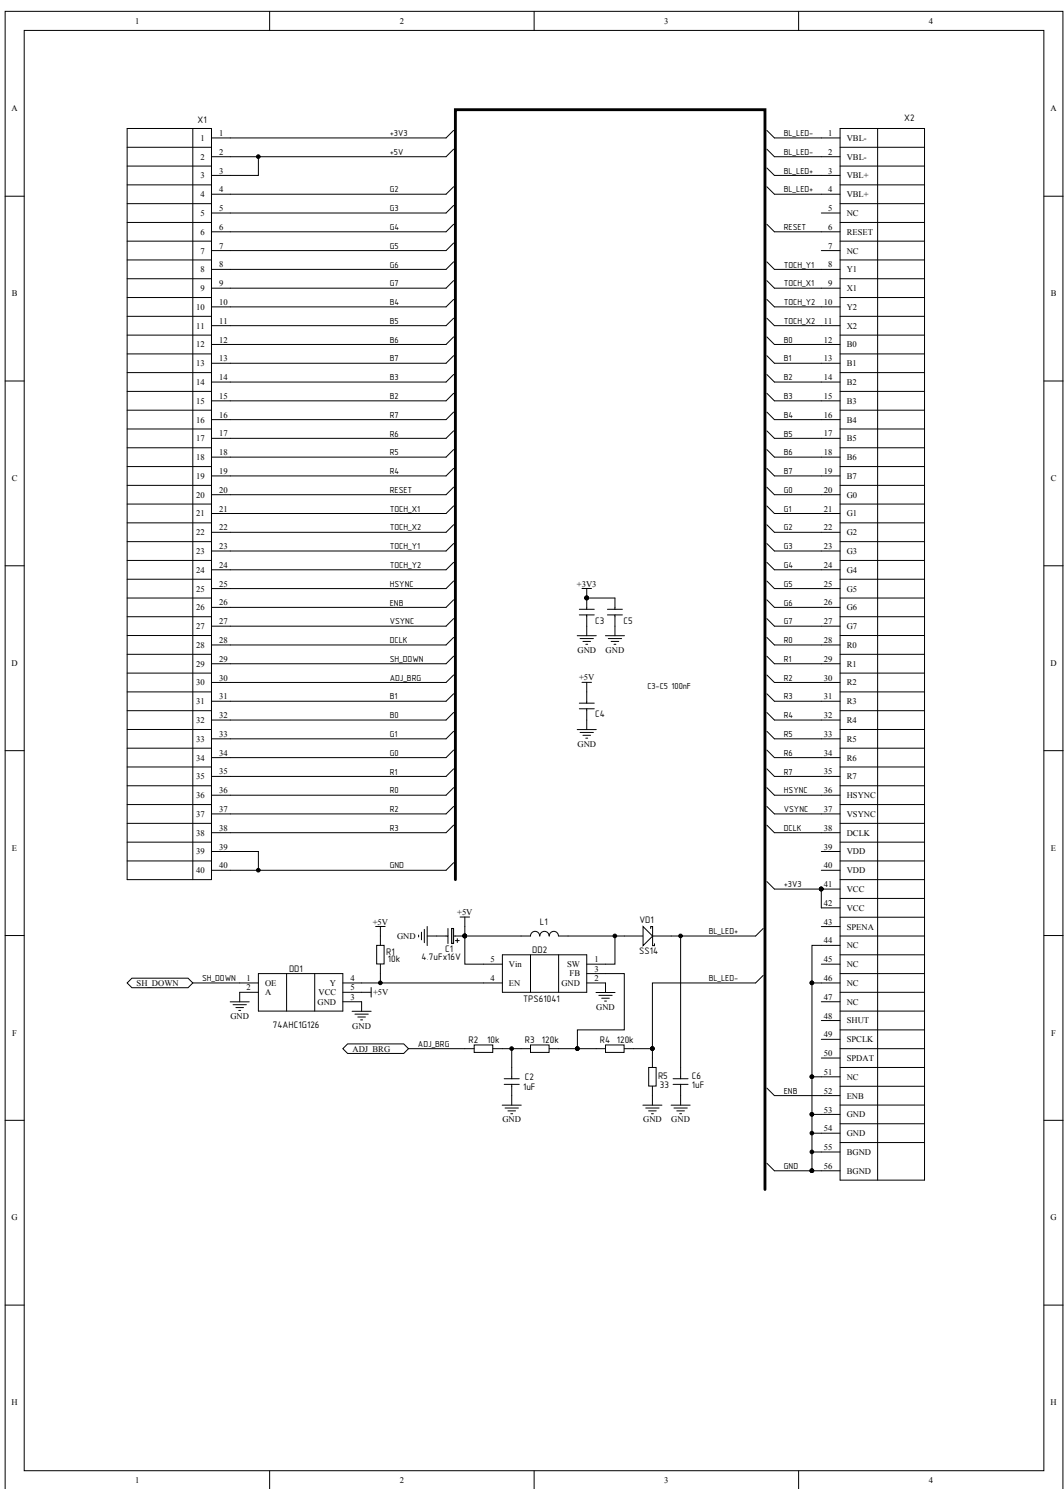 1 2 3 4
A A
X1 X2
1 1 +3V3 BL_LED- 1 VBL-
2 2 +5V BL_LED- 2 VBL-
3 3 BL_LED+ 3 VBL+
4 4 G2 BL_LED+ 4 VBL+
5 5 G3 5 NC
6 6 G4 RESET 6 RESET
7 7 G5 7 NC
8 8 G6 TOCH_Y1 8 Y1
B 9 9 G7 TOCH_X1 9 X1 B
10 10 B4 TOCH_Y2 10 Y2
11 11 B5 TOCH_X2 11 X2
12 12 B6 B0 12 B0
13 13 B7 B1 13 B1
14 14 B3 B2 14 B2
15 15 B2 B3 15 B3
16 16 R7 B4 16 B4
17 17 R6 B5 17 B5
18 18 R5 B6 18 B6
C 19 19 R4 B7 19 B7 C
20 20 RESET G0 20 G0
21 21 TOCH_X1 G1 21 G1
22 22 TOCH_X2 G2 22 G2
23 23 TOCH_Y1 G3 23 G3
24 24 TOCH_Y2 G4 24 G4
25 25 HSYNC +3V3 G5 25 G5
26 26 ENB G6 26 G6
27 27 VSYNC C3 C5 G7 27 G7
28 28 DCLK GND GND R0 28 R0
D 29 29 SH_DOWN R1 29 R1 D
30 30 ADJ_BRG +5V C3-C5 100nF R2 30 R2
31 31 B1 R3 31 R3
32 32 B0 C4 R4 32 R4
33 33 G1 GND R5 33 R5
34 34 G0 R6 34 R6
35 35 R1 R7 35 R7
36 36 R0 HSYNC 36 HSYNC
37 37 R2 VSYNC 37 VSYNC
38 38 R3 DCLK 38 DCLK
E 39 39 39 VDD E
40 40 GND 40 VDD
+3V3 41 VCC
42 VCC
+5V +5V L1 VD1 43 SPENA
GND C1 4.7uFx16V SS14 BL_LED+ 44 NC
R1 10k DD2 45 NC
5 Vin SW 1
FB 3
4 EN GND 2
TPS61041 GND
BL_LED- 46 NC
SH_DOWN SH_DOWN DD1
1 OE Y 4
2 A VCC 5 +5V
GND 3
GND 74AHC1G126 GND
47 NC
48 SHUT
F 49 SPCLK F
ADJ_BRG ADJ_BRG R2 10k R3 120k R4 120k 50 SPDAT
C2 1uF R5 33 C6 1uF 51 NC
GND GND GND ENB 52 ENB
53 GND
54 GND
55 BGND
GND 56 BGND
G G
H H
1 2 3 4